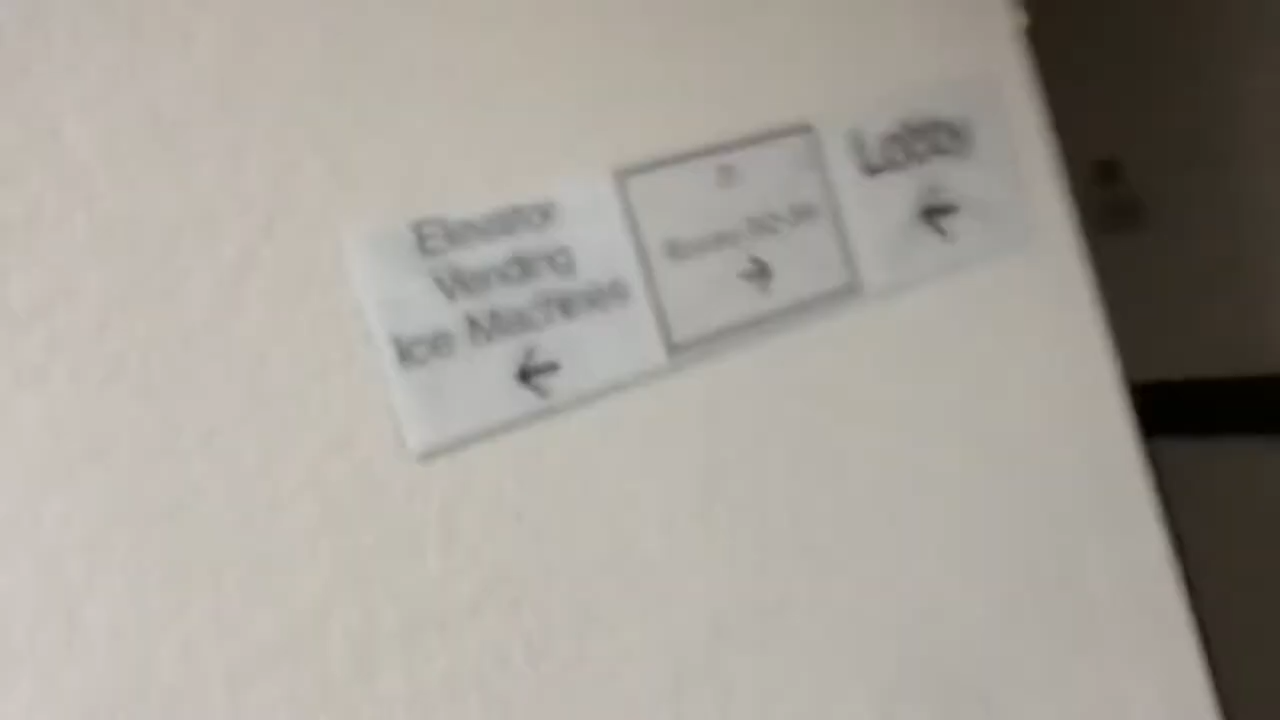 Elevator
Vending
Ice Machines
←
→
Lobby
←